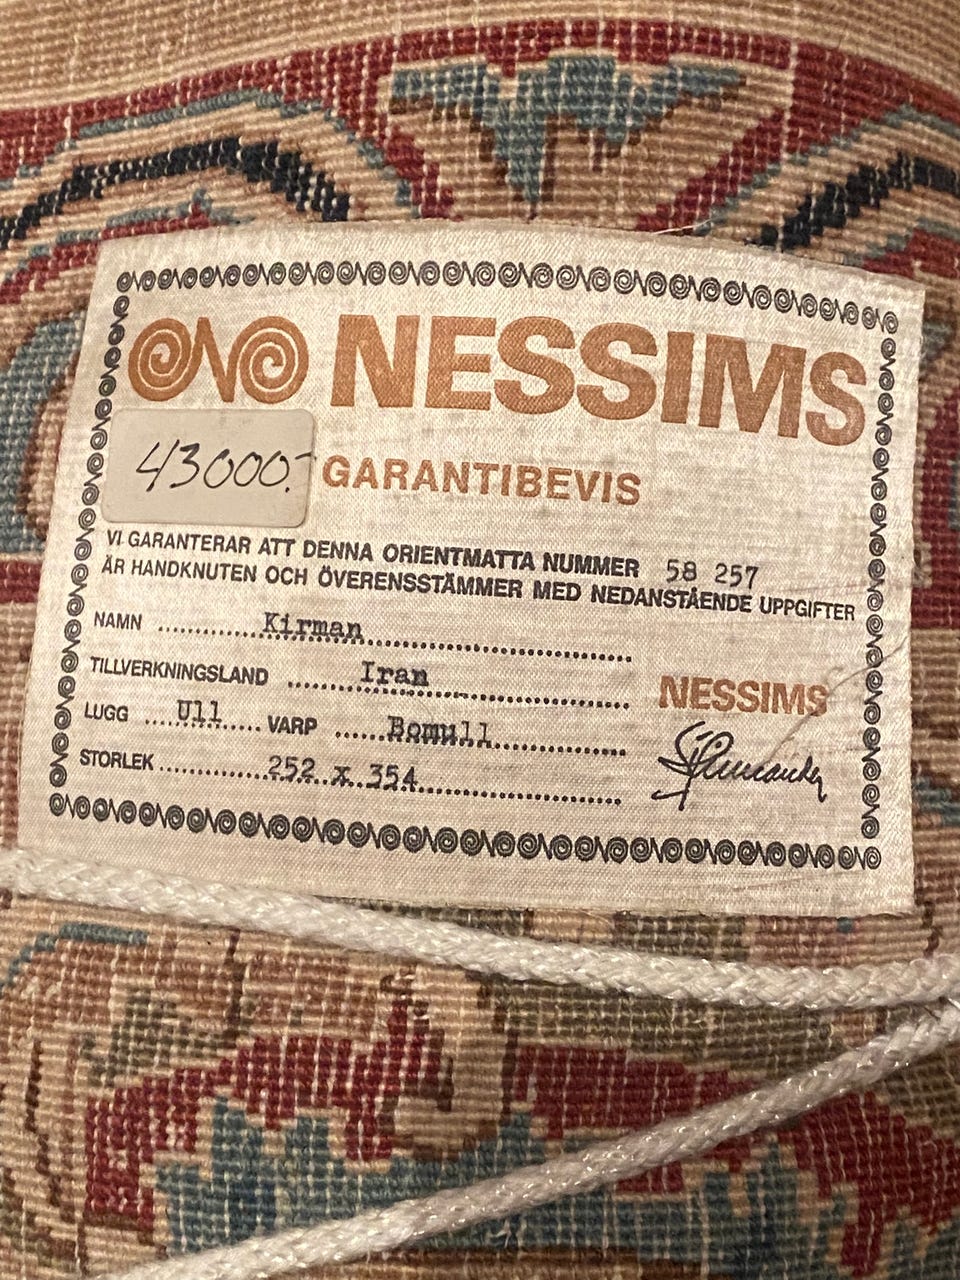 NESSIMS
43000.-
GARANTIBEVIS
VI GARANTERAR ATT DENNA ORIENTMATTA NUMMER 58 257
ÄR HANDKNUTEN OCH ÖVERENSSTÄMMER MED NEDANSTÅENDE UPPGIFTER
NAMN ..... Kirman .....
TILLVERKNINGSLAND ..... Iran .....
NESSIMS
LUGG ..... Ull ..... VARP ..... Bomull .....
STORLEK ..... 252 x 354 .....